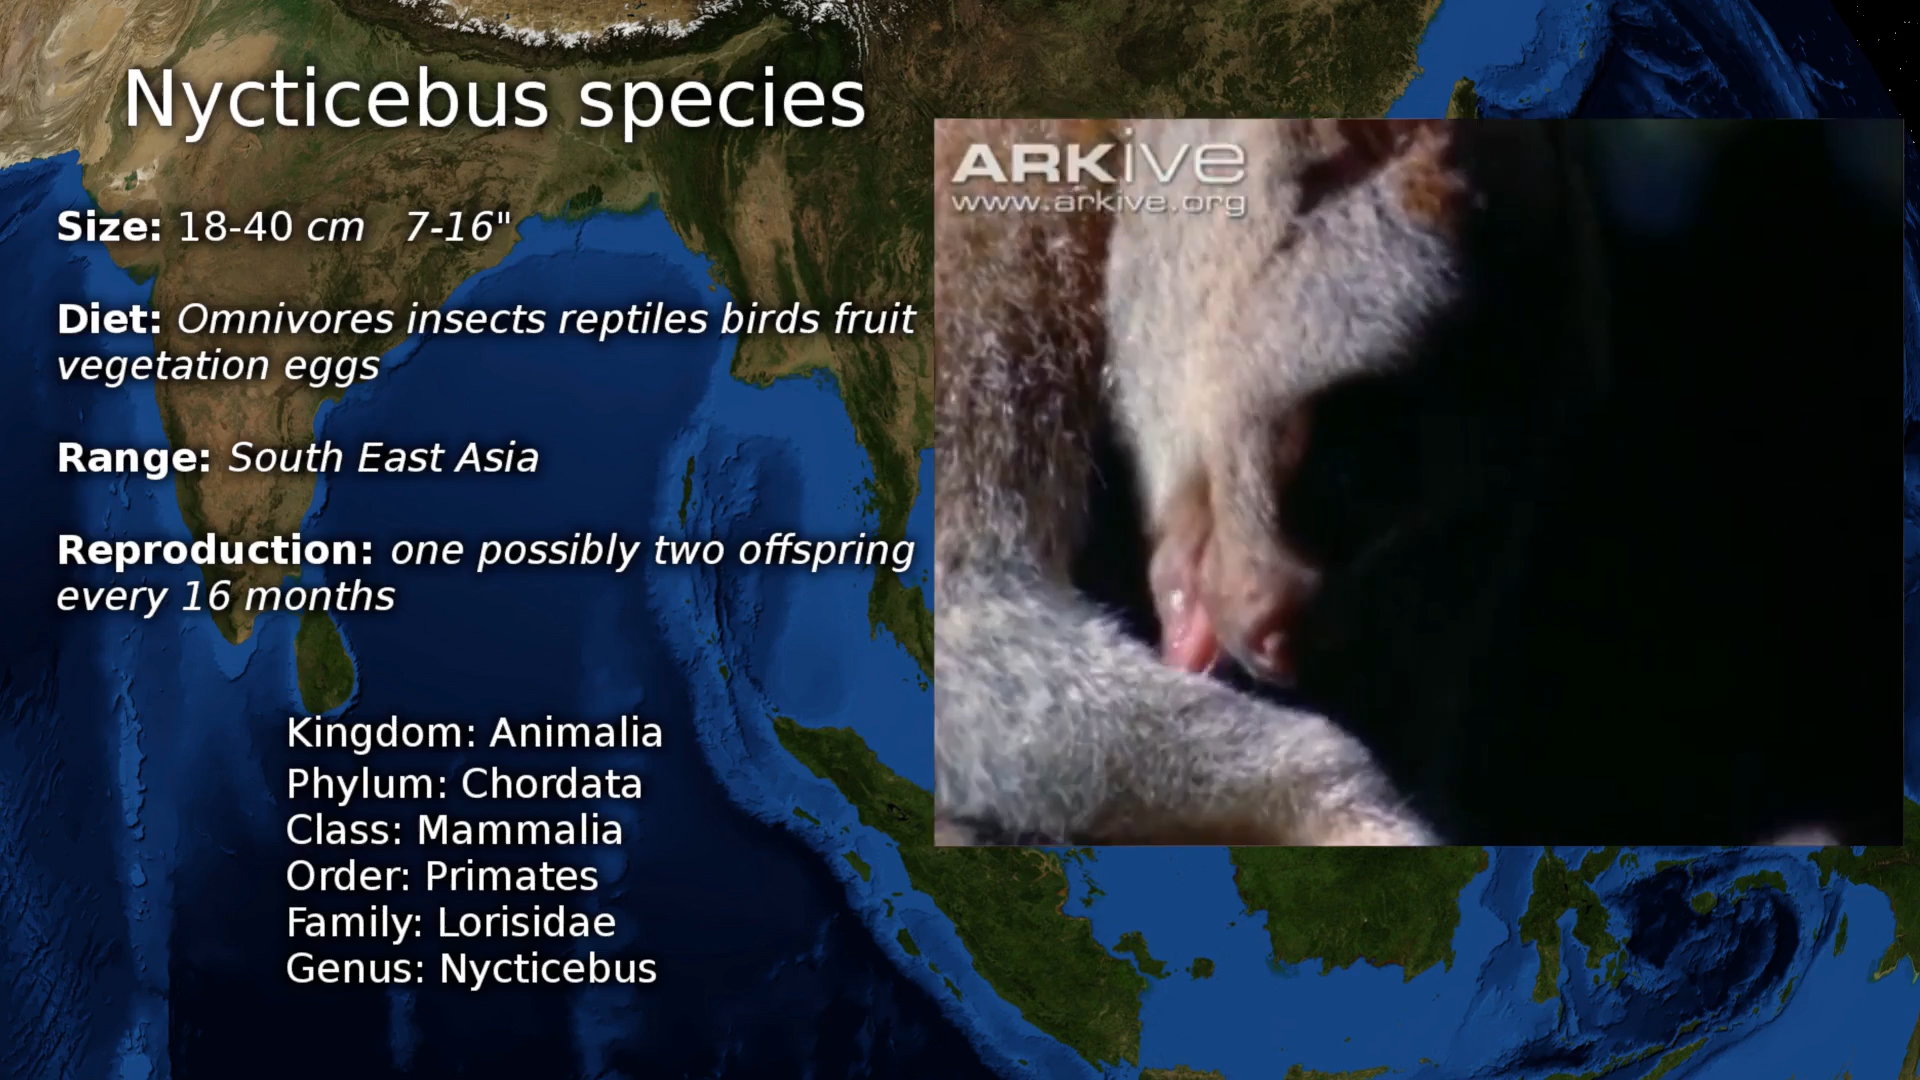 Nycticebus species
Size: 18-40 cm 7-16"
Diet: Omnivores insects reptiles birds fruit
vegetation eggs
Range: South East Asia
Reproduction: one possibly two offspring
every 16 months
Kingdom: Animalia
Phylum: Chordata
Class: Mammalia
Order: Primates
Family: Lorisidae
Genus: Nycticebus
ARKive
www.arkive.org